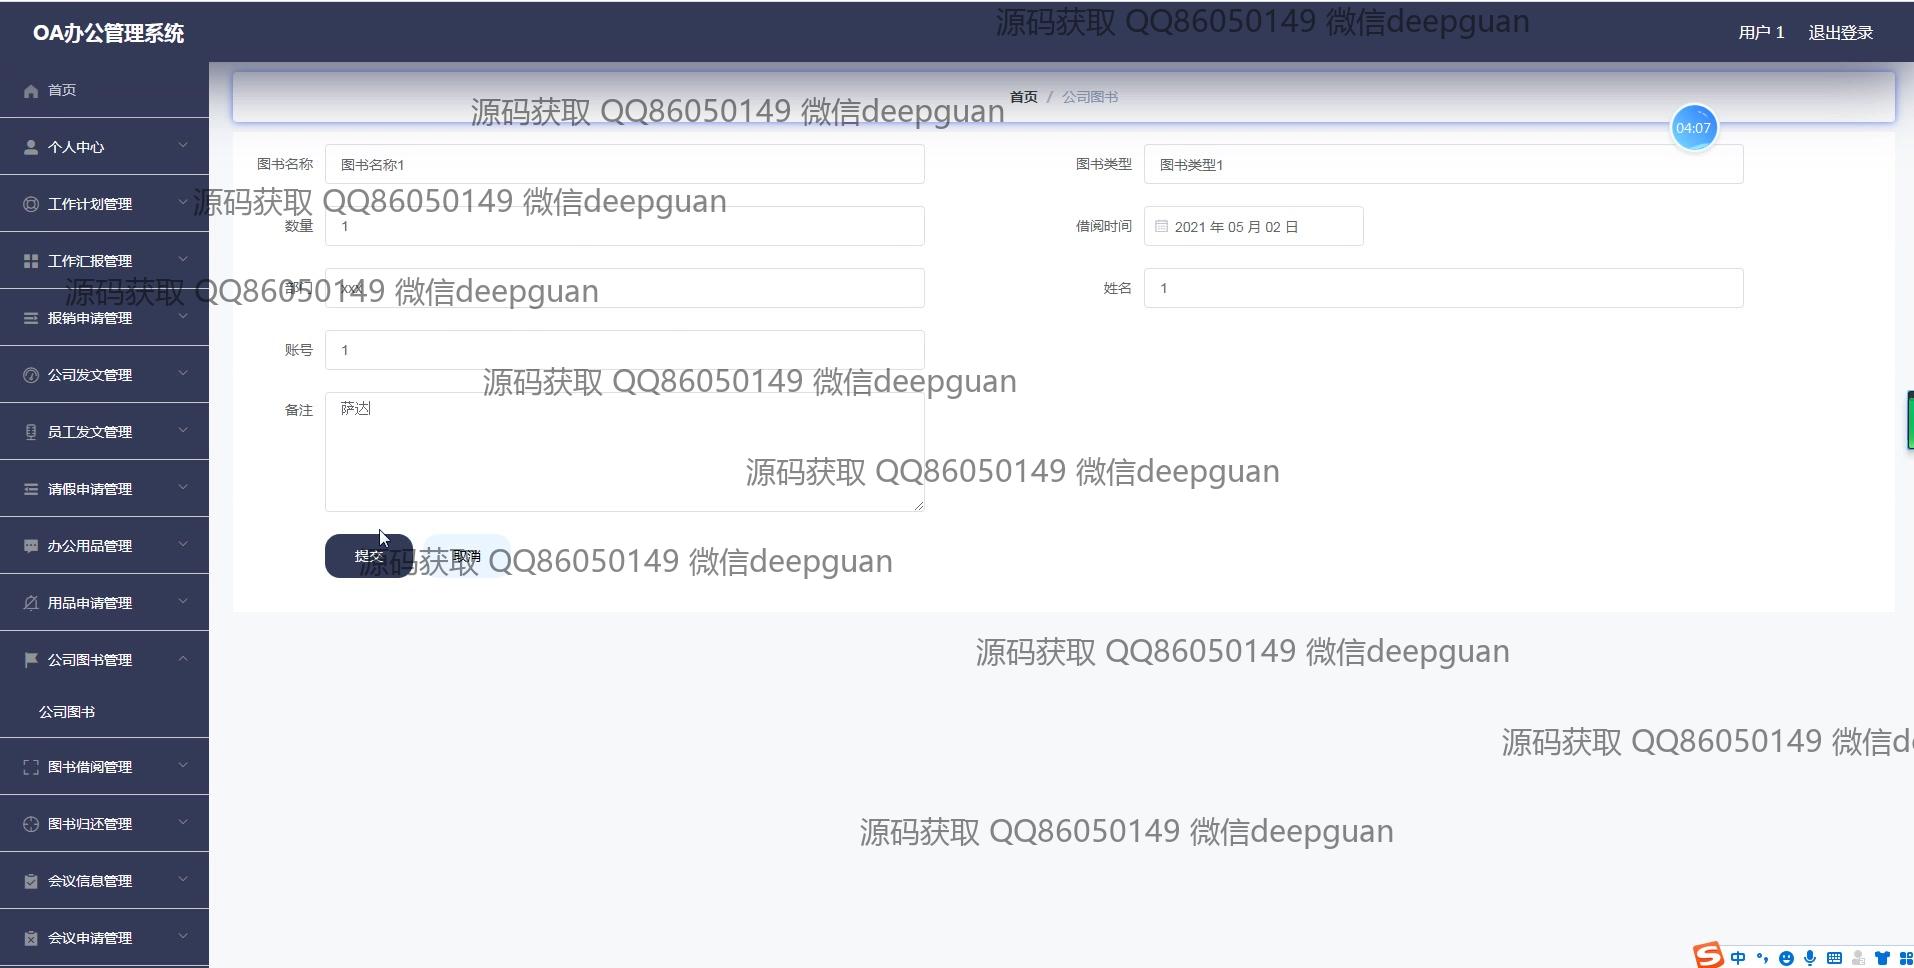 OA办公管理系统
源码获取 QQ86050149 微信deepguan
用户 1
退出登录
首页
首页 / 公司图书
源码获取 QQ86050149 微信deepguan
04:07
个人中心
图书名称
图书名称1
图书类型
图书类型1
工作计划管理
源码获取 QQ86050149 微信deepguan
数量
1
借阅时间
2021 年 05 月 02 日
工作汇报管理
源码获取 QQ86050149 微信deepguan
部门
xxx
姓名
1
报销申请管理
账号
1
公司发文管理
源码获取 QQ86050149 微信deepguan
备注
萨达
员工发文管理
源码获取 QQ86050149 微信deepguan
请假申请管理
办公用品管理
提交
取消
源码获取 QQ86050149 微信deepguan
用品申请管理
公司图书管理
源码获取 QQ86050149 微信deepguan
公司图书
源码获取 QQ86050149 微信de
图书借阅管理
图书归还管理
源码获取 QQ86050149 微信deepguan
会议信息管理
会议申请管理
中